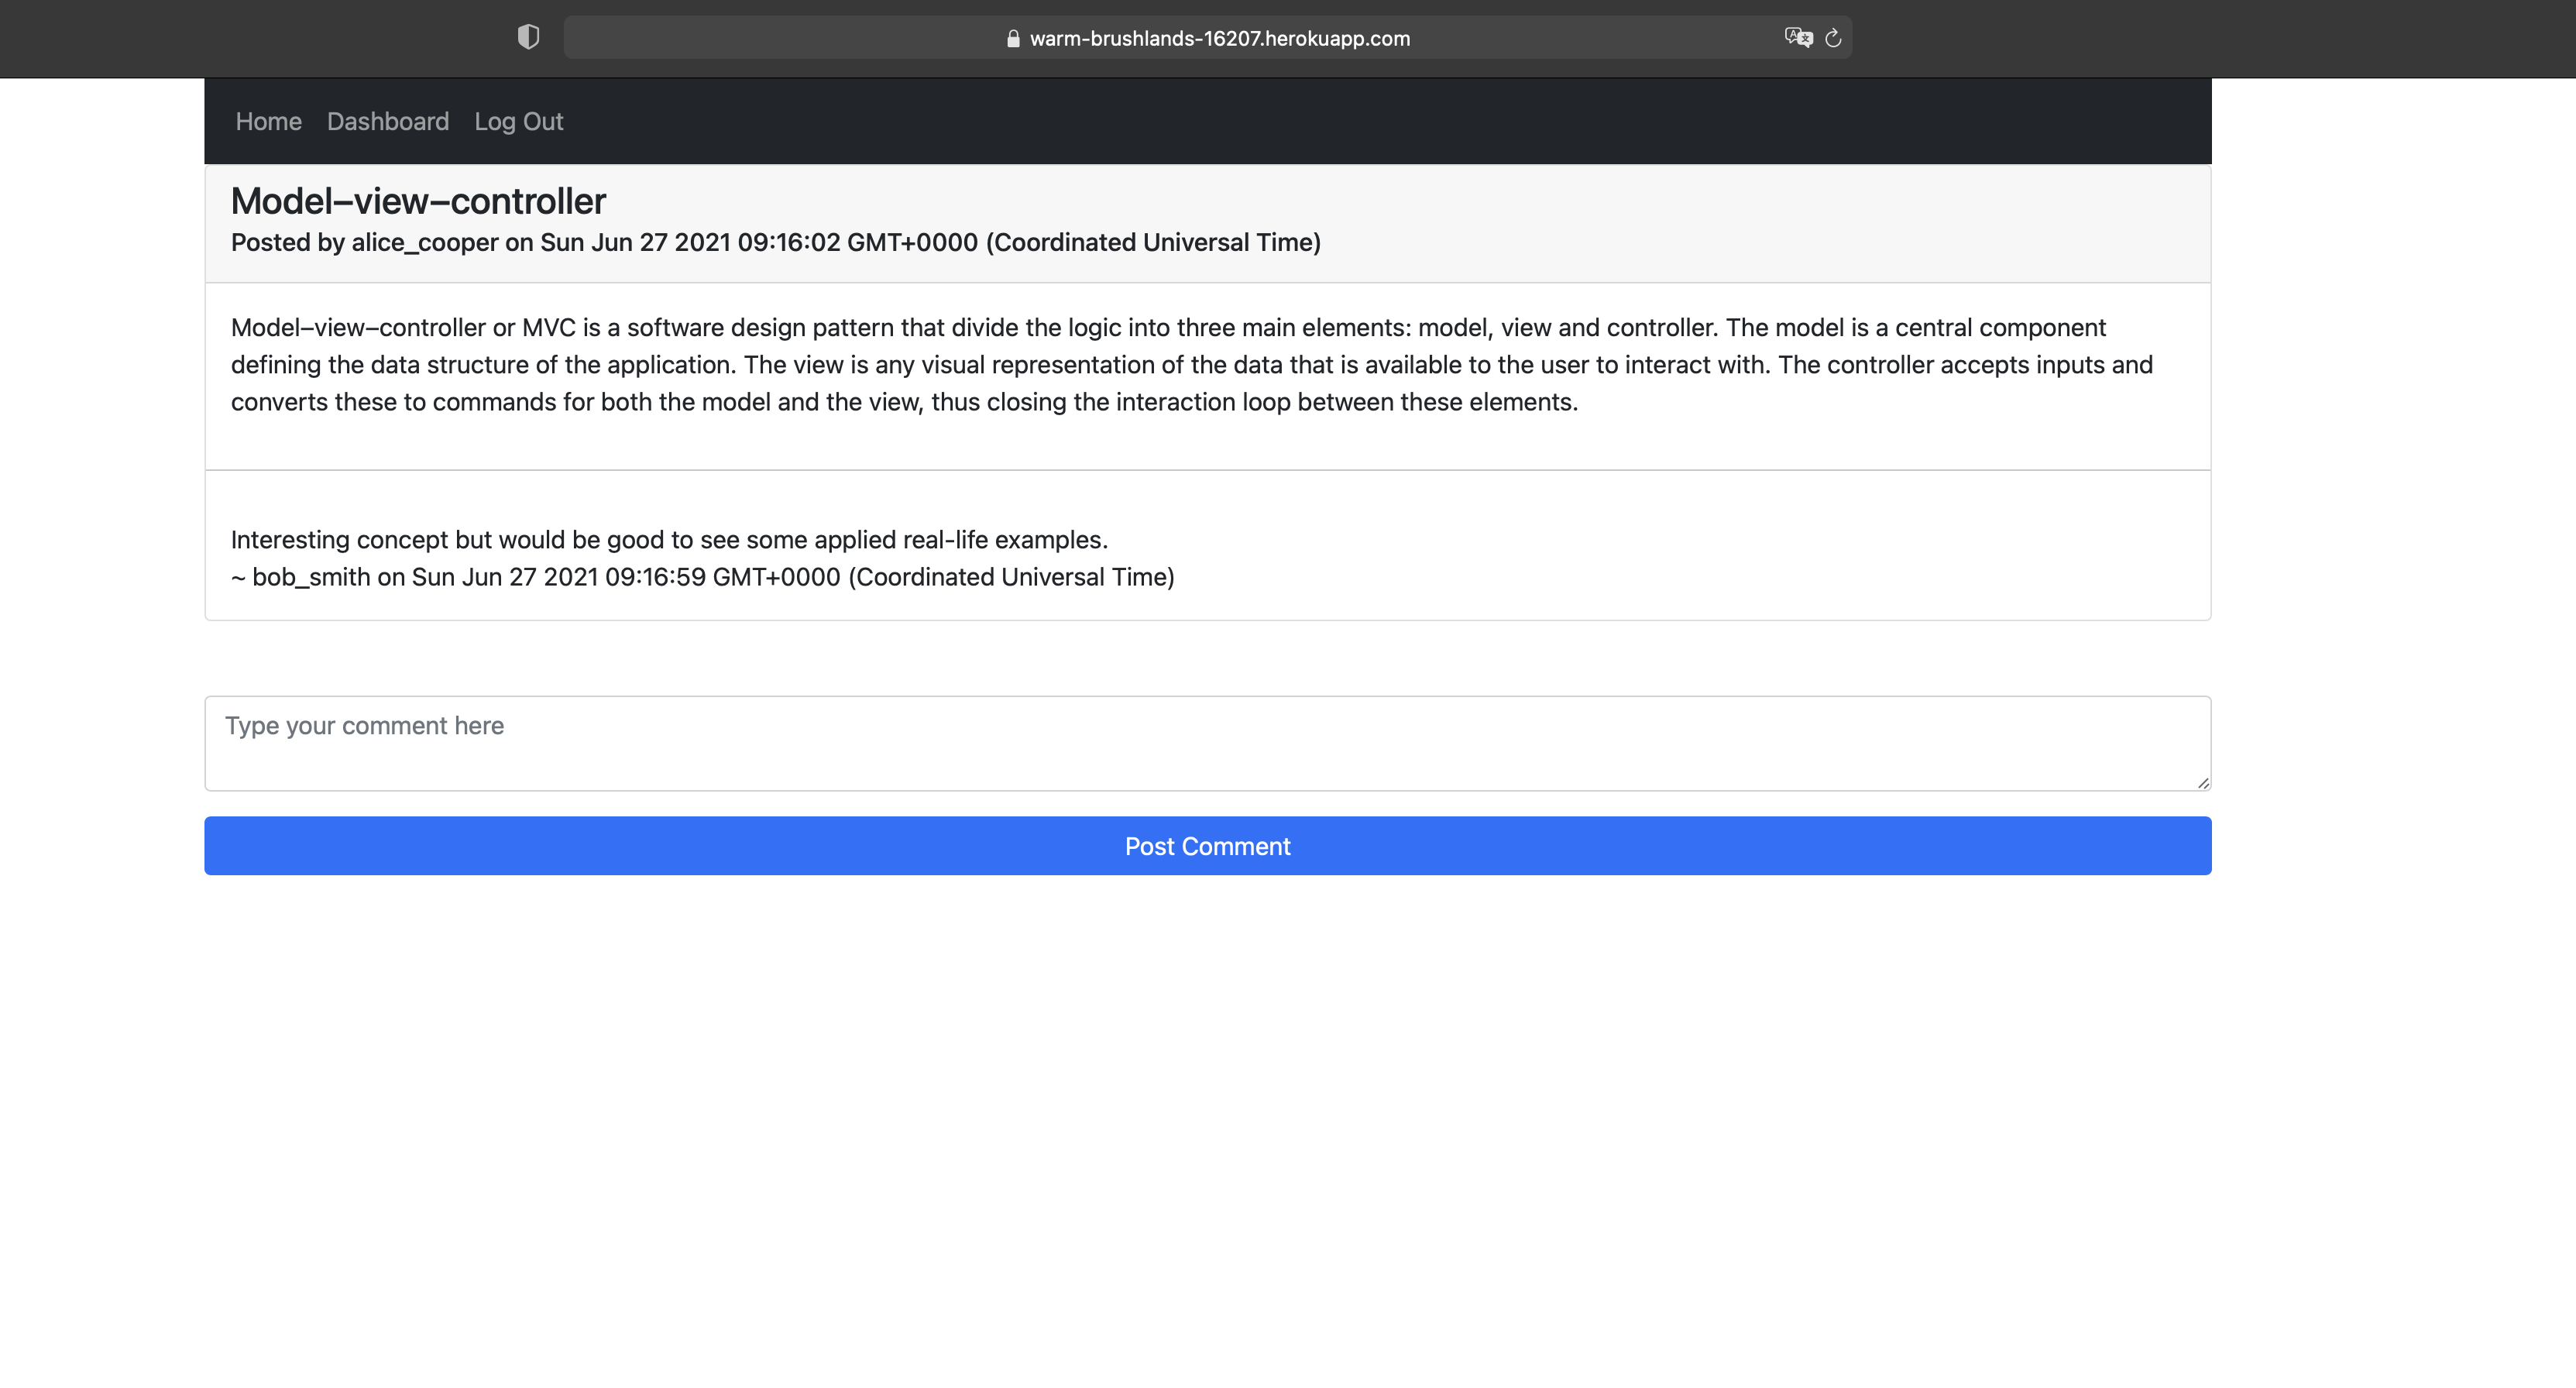 warm-brushlands-16207.herokuapp.com
Home Dashboard Log Out
Model–view–controller
Posted by alice_cooper on Sun Jun 27 2021 09:16:02 GMT+0000 (Coordinated Universal Time)
Model–view–controller or MVC is a software design pattern that divide the logic into three main elements: model, view and controller. The model is a central component
defining the data structure of the application. The view is any visual representation of the data that is available to the user to interact with. The controller accepts inputs and
converts these to commands for both the model and the view, thus closing the interaction loop between these elements.
Interesting concept but would be good to see some applied real-life examples.
~ bob_smith on Sun Jun 27 2021 09:16:59 GMT+0000 (Coordinated Universal Time)
Type your comment here
Post Comment